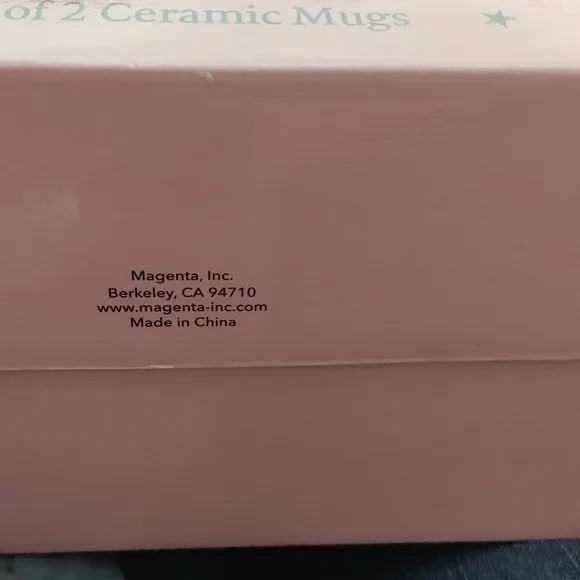 of 2 Ceramic Mugs
Magenta, Inc.
Berkeley, CA 94710
www.magenta-inc.com
Made in China